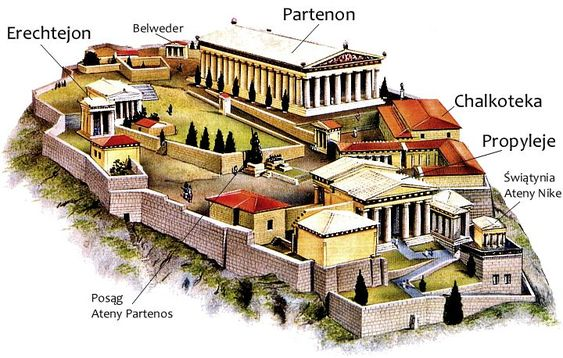 Partenon
Belweder
Erechtejon
Chalkoteka
Propyleje
Świątynia
Ateny Nike
Posąg
Ateny Partenos